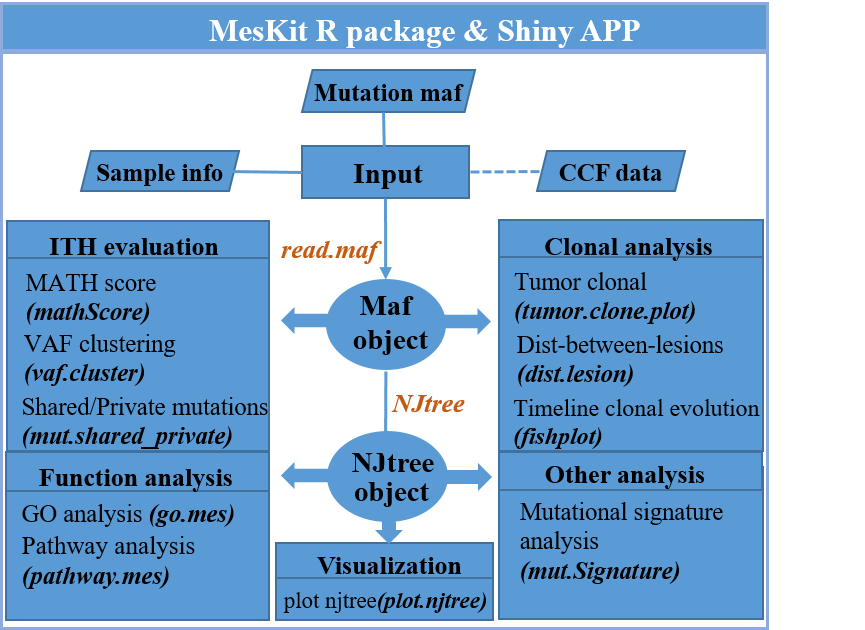 MesKit R package & Shiny APP
Mutation maf
Sample info
Input
CCF data
read.maf
ITH evaluation
MATH score
(mathScore)
VAF clustering
(vaf.cluster)
Shared/Private mutations
(mut.shared_private)
Maf
object
Clonal analysis
Tumor clonal
(tumor.clone.plot)
Dist-between-lesions
(dist.lesion)
Timeline clonal evolution
(fishplot)
NJtree
NJtree
object
Function analysis
GO analysis (go.mes)
Pathway analysis
(pathway.mes)
Visualization
plot njtree(plot.njtree)
Other analysis
Mutational signature
analysis
(mut.Signature)